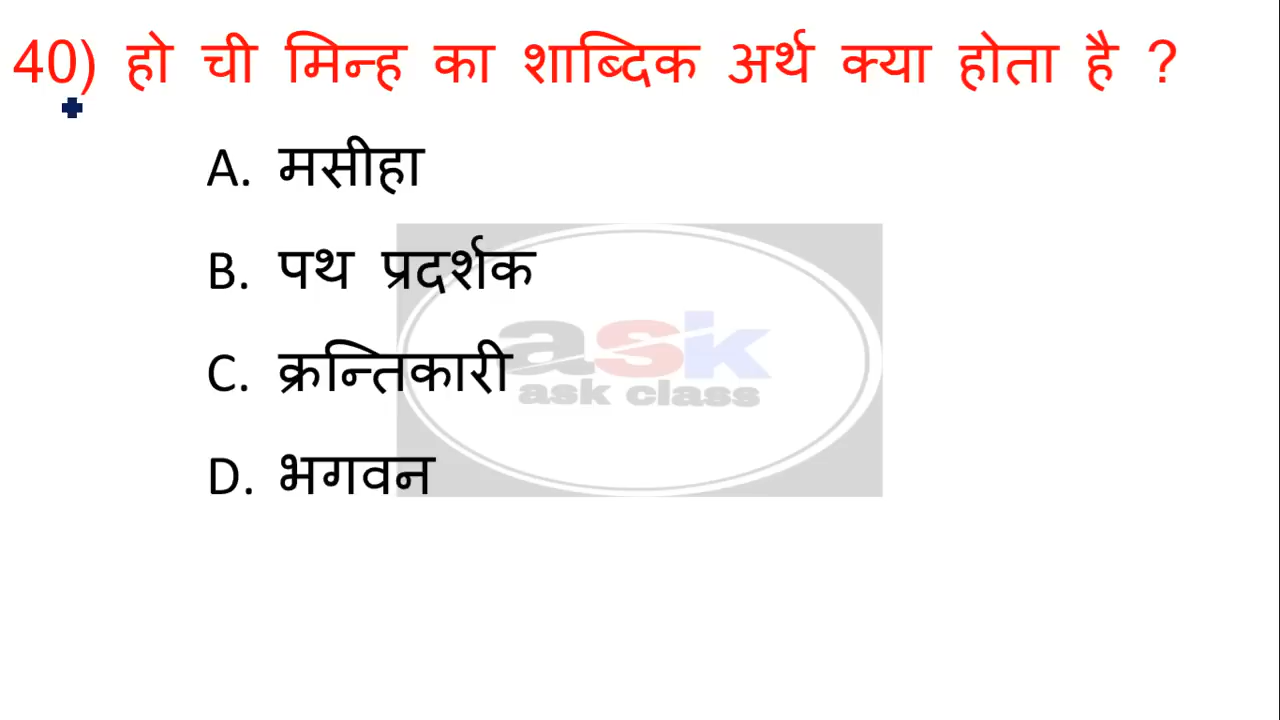 40) हो ची मिन्ह का शाब्दिक अर्थ क्या होता है ?
A. मसीहा
B. पथ प्रदर्शक
C. क्रन्तिकारी
D. भगवन
ask
ask class